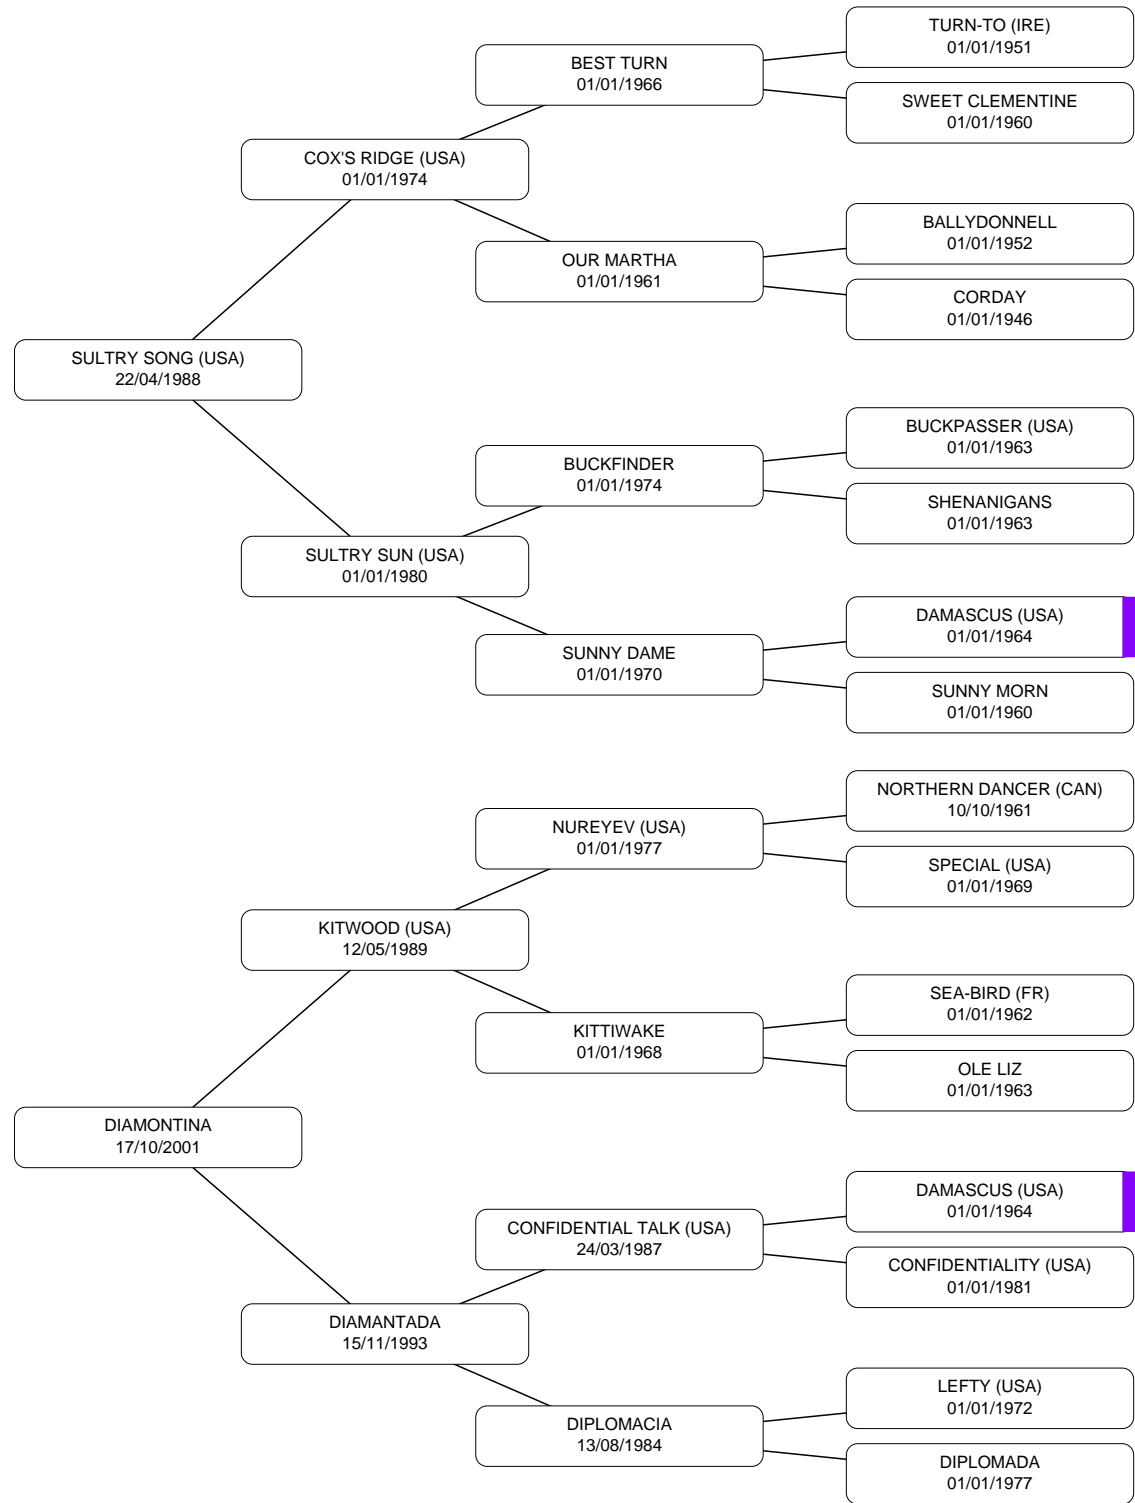 TURN-TO (IRE)
01/01/1951
BEST TURN
01/01/1966
SWEET CLEMENTINE
01/01/1960
COX'S RIDGE (USA)
01/01/1974
BALLYDONNELL
01/01/1952
OUR MARTHA
01/01/1961
CORDAY
01/01/1946
SULTRY SONG (USA)
22/04/1988
BUCKPASSER (USA)
01/01/1963
BUCKFINDER
01/01/1974
SHENANIGANS
01/01/1963
SULTRY SUN (USA)
01/01/1980
DAMASCUS (USA)
01/01/1964
SUNNY DAME
01/01/1970
SUNNY MORN
01/01/1960
NORTHERN DANCER (CAN)
10/10/1961
NUREYEV (USA)
01/01/1977
SPECIAL (USA)
01/01/1969
KITWOOD (USA)
12/05/1989
SEA-BIRD (FR)
01/01/1962
KITTIWAKE
01/01/1968
OLE LIZ
01/01/1963
DIAMONTINA
17/10/2001
DAMASCUS (USA)
01/01/1964
CONFIDENTIAL TALK (USA)
24/03/1987
CONFIDENTIALITY (USA)
01/01/1981
DIAMANTADA
15/11/1993
LEFTY (USA)
01/01/1972
DIPLOMACIA
13/08/1984
DIPLOMADA
01/01/1977